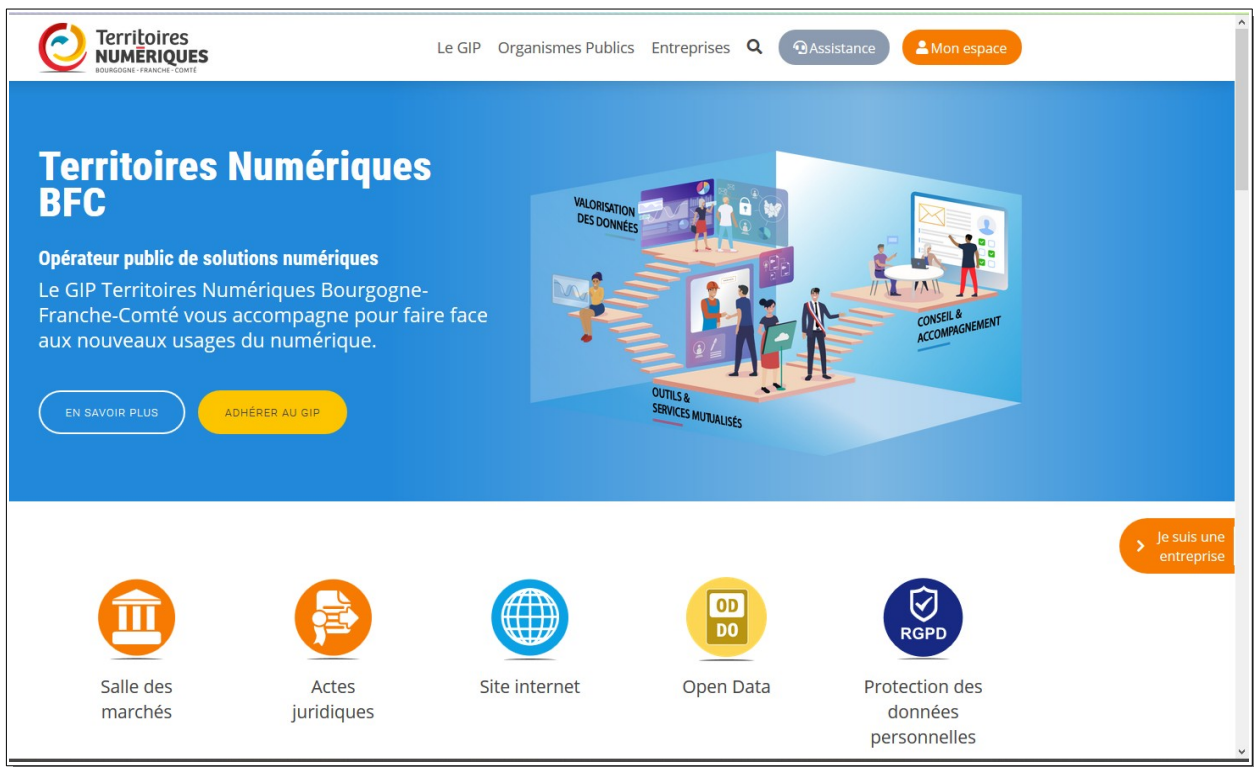 Territoires
NUMĒRIQUES
BOURGOGNE-FRANCHE-COMTÉ
Le GIP Organismes Publics Entreprises Assistance Mon espace
Territoires Numériques
BFC
Opérateur public de solutions numériques
Le GIP Territoires Numériques Bourgogne-
Franche-Comté vous accompagne pour faire face
aux nouveaux usages du numérique.
EN SAVOIR PLUS ADHÉRER AU GIP
VALORISATION
DES DONNÉES
CONSEIL &
ACCOMPAGNEMENT
OUTILS &
SERVICES MUTUALISÉS
Je suis une
entreprise
OD
DO
RGPD
Salle des
marchés
Actes
juridiques
Site internet
Open Data
Protection des
données
personnelles